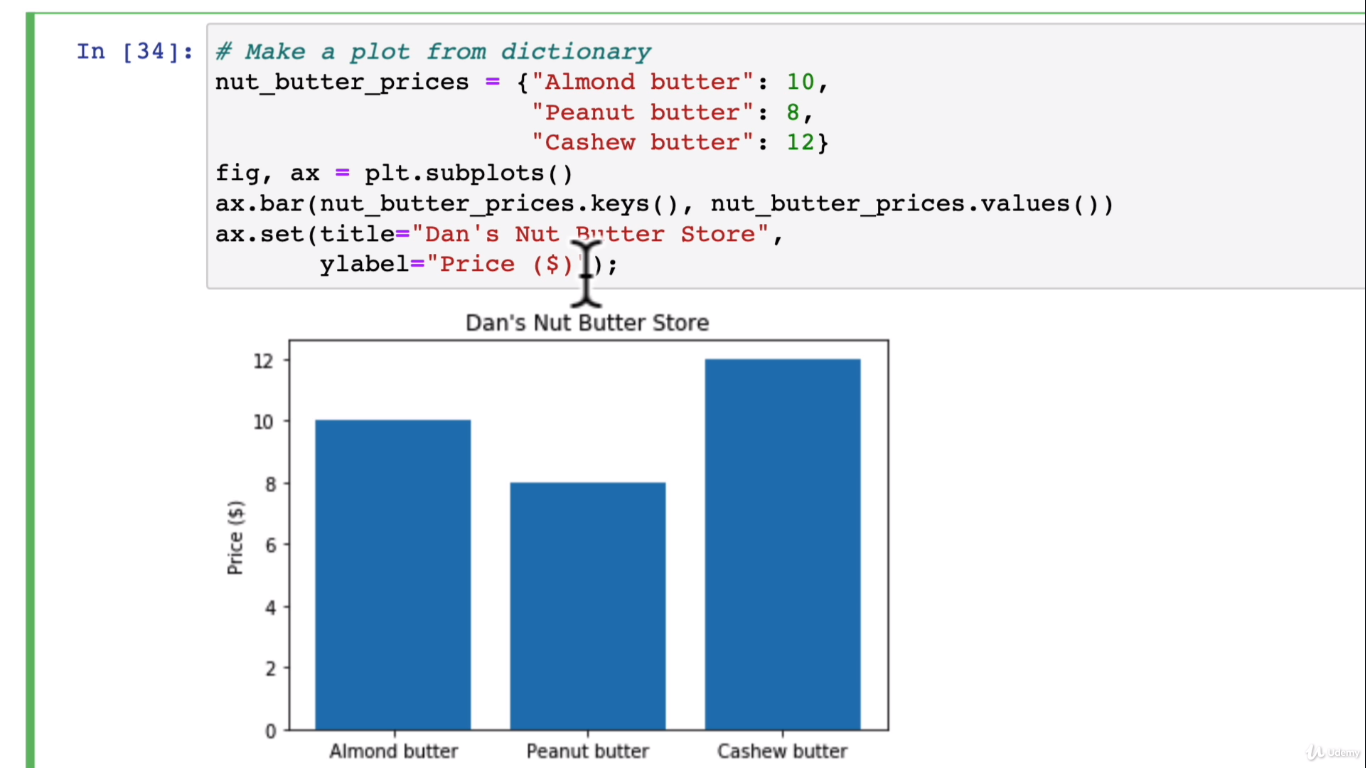 In [34]:
# Make a plot from dictionary
nut_butter_prices = {"Almond butter": 10,
"Peanut butter": 8,
"Cashew butter": 12}
fig, ax = plt.subplots()
ax.bar(nut_butter_prices.keys(), nut_butter_prices.values())
ax.set(title="Dan's Nut Butter Store",
ylabel="Price ($)");
Dan's Nut Butter Store
12
10
8
6
4
2
0
Price ($)
Almond butter Peanut butter Cashew butter
Udemy